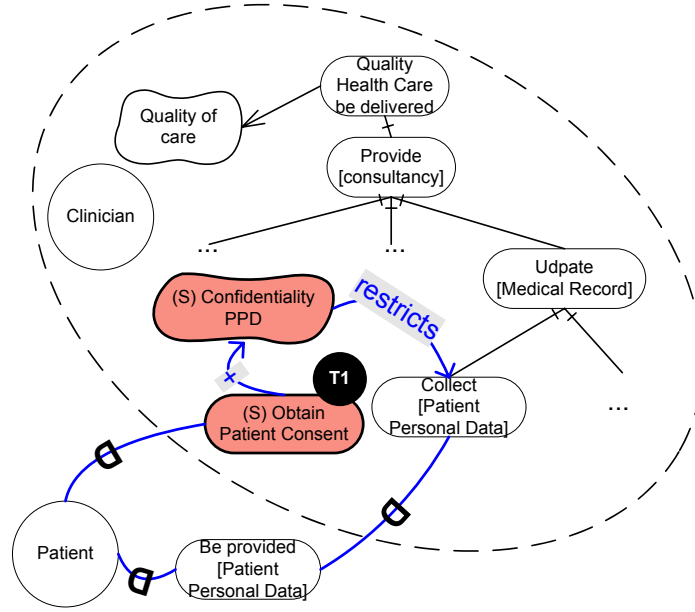 Quality
Health Care
be delivered
Quality of
care
Provide
[consultancy]
Clinician
...
...
Udpate
[Medical Record]
(S) Confidentiality
PPD
restricts
T1
Collect
[Patient
Personal Data]
...
(S) Obtain
Patient Consent
D
D
Patient
D
Be provided
[Patient
Personal Data]